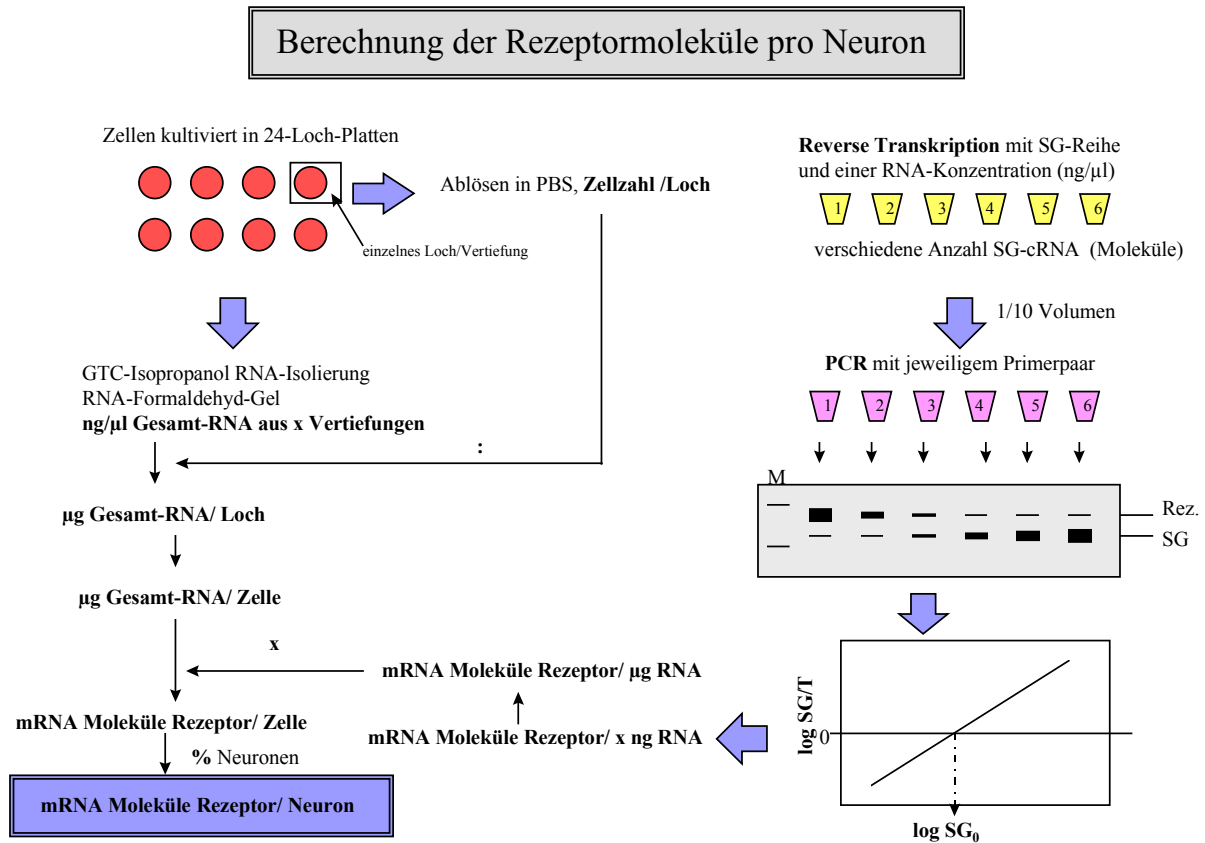 Berechnung der Rezeptormoleküle pro Neuron
Zellen kultiviert in 24-Loch-Platten
Ablösen in PBS, Zellzahl /Loch
einzelnes Loch/Vertiefung
GTC-Isopropanol RNA-Isolierung
RNA-Formaldehyd-Gel
ng/µl Gesamt-RNA aus x Vertiefungen
:
µg Gesamt-RNA/ Loch
µg Gesamt-RNA/ Zelle
x
mRNA Moleküle Rezeptor/ Zelle
% Neuronen
mRNA Moleküle Rezeptor/ Neuron
Reverse Transkription mit SG-Reihe
und einer RNA-Konzentration (ng/µl)
1 2 3 4 5 6
verschiedene Anzahl SG-cRNA (Moleküle)
1/10 Volumen
PCR mit jeweiligem Primerpaar
1 2 3 4 5 6
M
Rez.
SG
log SG/T
0
log SG₀
mRNA Moleküle Rezeptor/ µg RNA
mRNA Moleküle Rezeptor/ x ng RNA